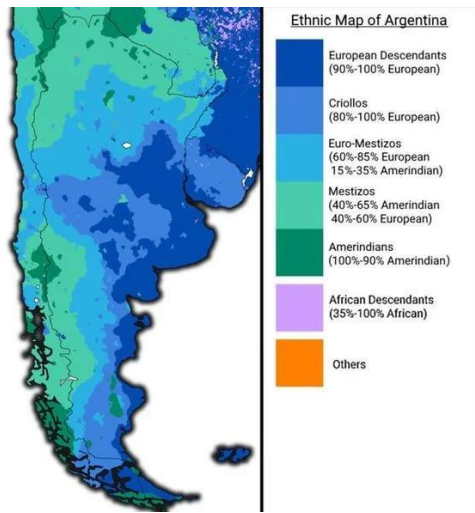 Ethnic Map of Argentina
European Descendants
(90%-100% European)
Criollos
(80%-100% European)
Euro-Mestizos
(60%-85% European
15%-35% Amerindian)
Mestizos
(40%-65% Amerindian
40%-60% European)
Amerindians
(100%-90% Amerindian)
African Descendants
(35%-100% African)
Others